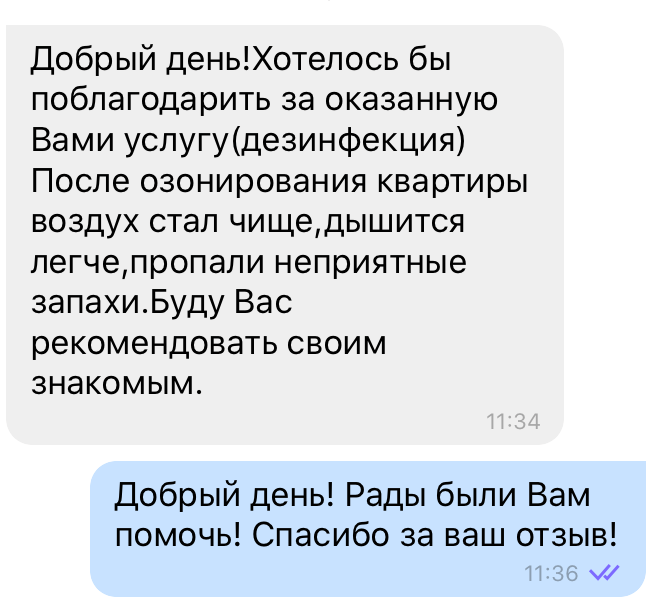 Добрый день!Хотелось бы
поблагодарить за оказанную
Вами услугу(дезинфекция)
После озонирования квартиры
воздух стал чище,дышится
легче,пропали неприятные
запахи.Буду Вас
рекомендовать своим
знакомым.
11:34
Добрый день! Рады были Вам
помочь! Спасибо за ваш отзыв!
11:36